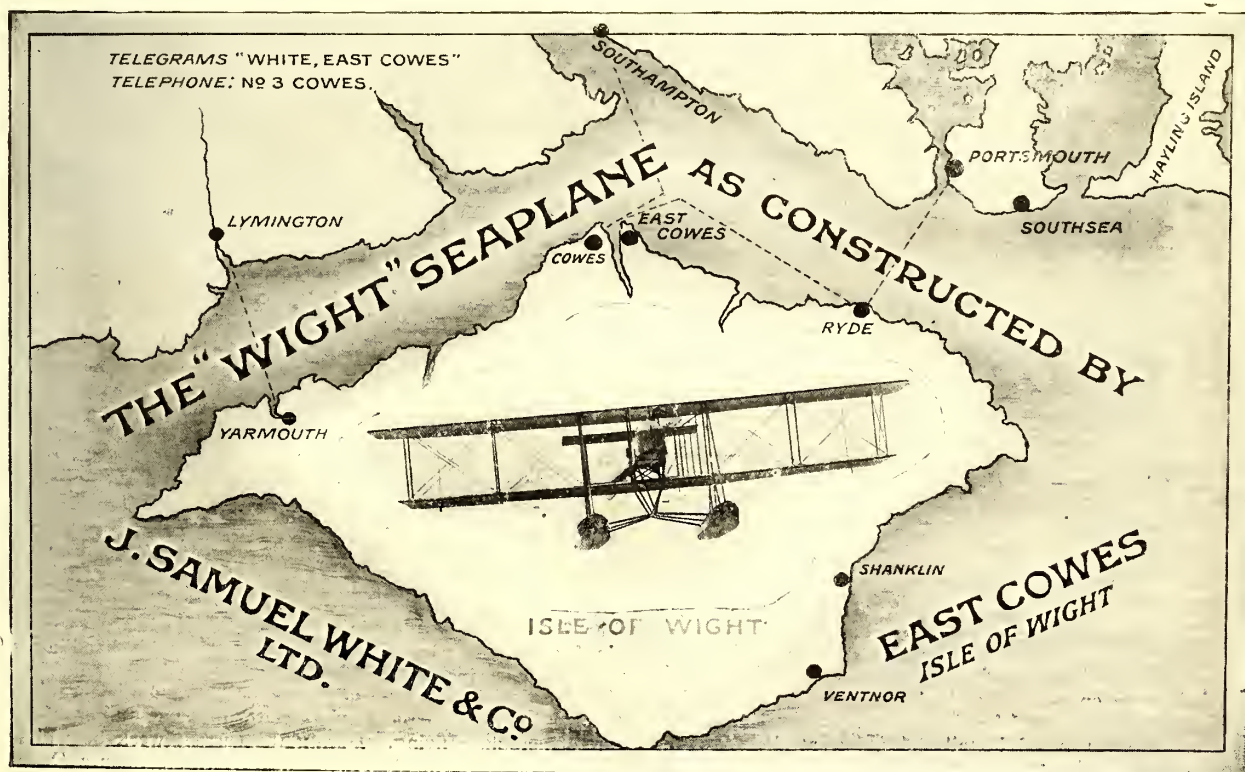 TELEGRAMS "WHITE, EAST COWES"
TELEPHONE: Nº 3 COWES.
SOUTHAMPTON
HAYLING ISLAND
PORTSMOUTH
SOUTHSEA
LYMINGTON
EAST
COWES
COWES
RYDE
THE "WIGHT" SEAPLANE AS CONSTRUCTED BY
YARMOUTH
J. SAMUEL WHITE & Cº
LTD.
SHANKLIN
ISLE OF WIGHT
VENTNOR
EAST COWES
ISLE OF WIGHT